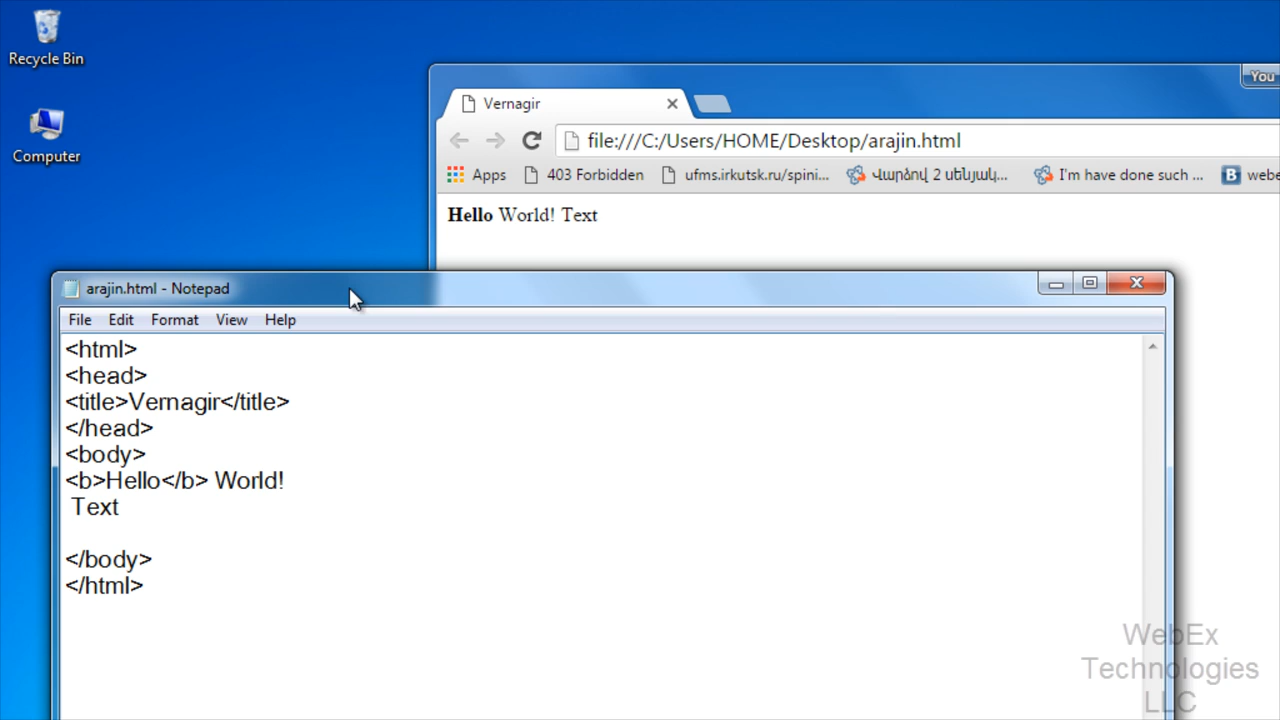 Recycle Bin
Computer
You
Vernagir
file:///C:/Users/HOME/Desktop/arajin.html
Apps 403 Forbidden ufms.irkutsk.ru/spini... Վարձով 2 սենյակ... I'm have done such ... B webe
Hello World! Text
arajin.html - Notepad
File Edit Format View Help
<html>
<head>
<title>Vernagir</title>
</head>
<body>
<b>Hello</b> World!
Text
</body>
</html>
WebEx
Technologies
LLC